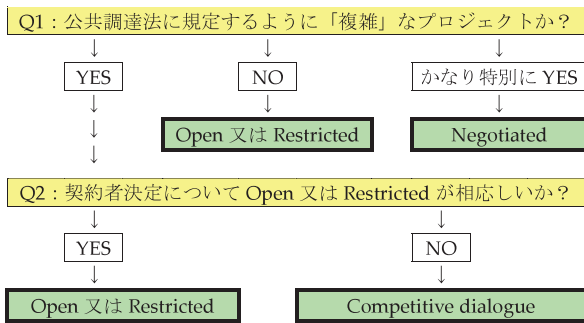 Q1：公共調達法に規定するように「複雑」なプロジェクトか？
↓ ↓ ↓
YES NO かなり特別に YES
↓ ↓ ↓
↓ Open 又は Restricted Negotiated
↓
Q2：契約者決定について Open 又は Restricted が相応しいか？
↓ ↓
YES NO
↓ ↓
Open 又は Restricted Competitive dialogue